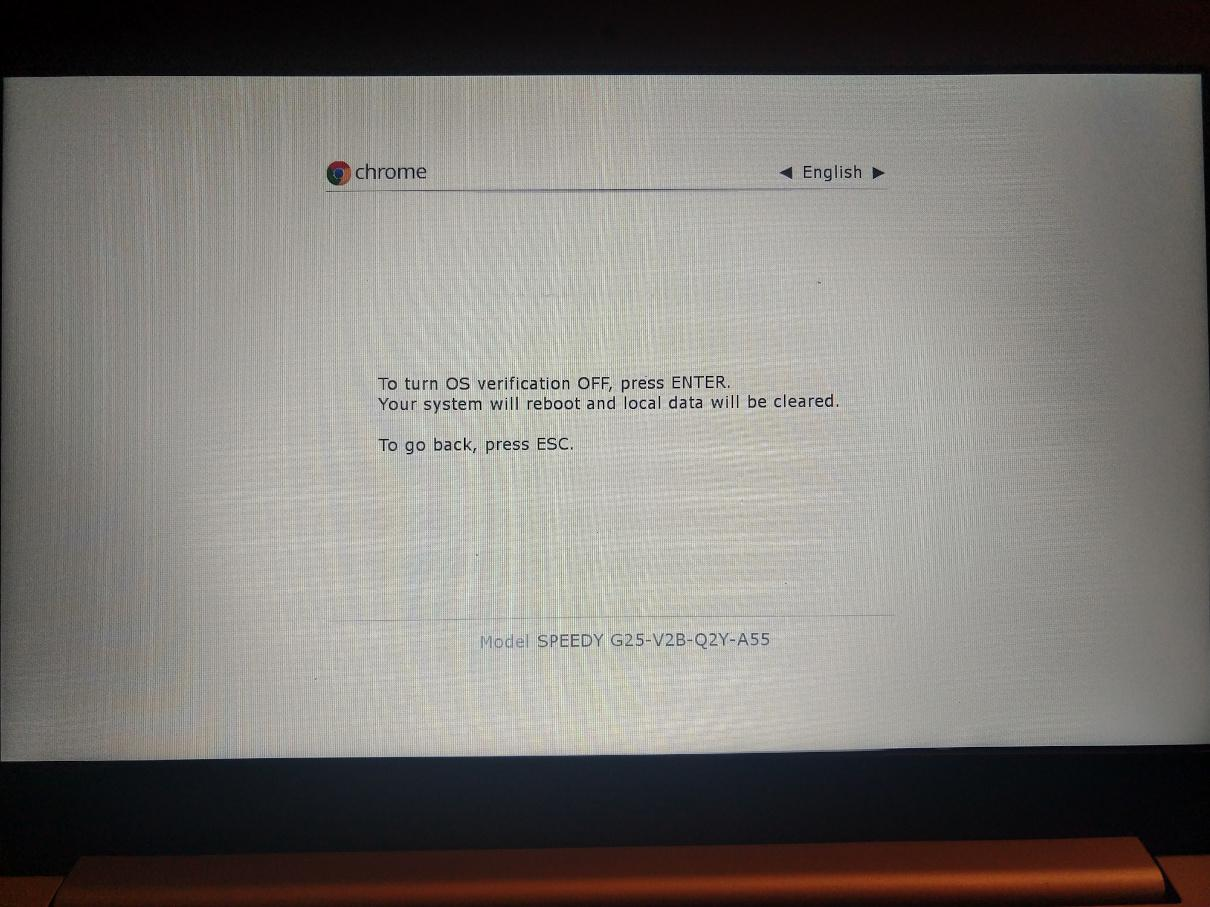 chrome
◀ English ▶
To turn OS verification OFF, press ENTER.
Your system will reboot and local data will be cleared.
To go back, press ESC.
Model SPEEDY G25-V2B-Q2Y-A55